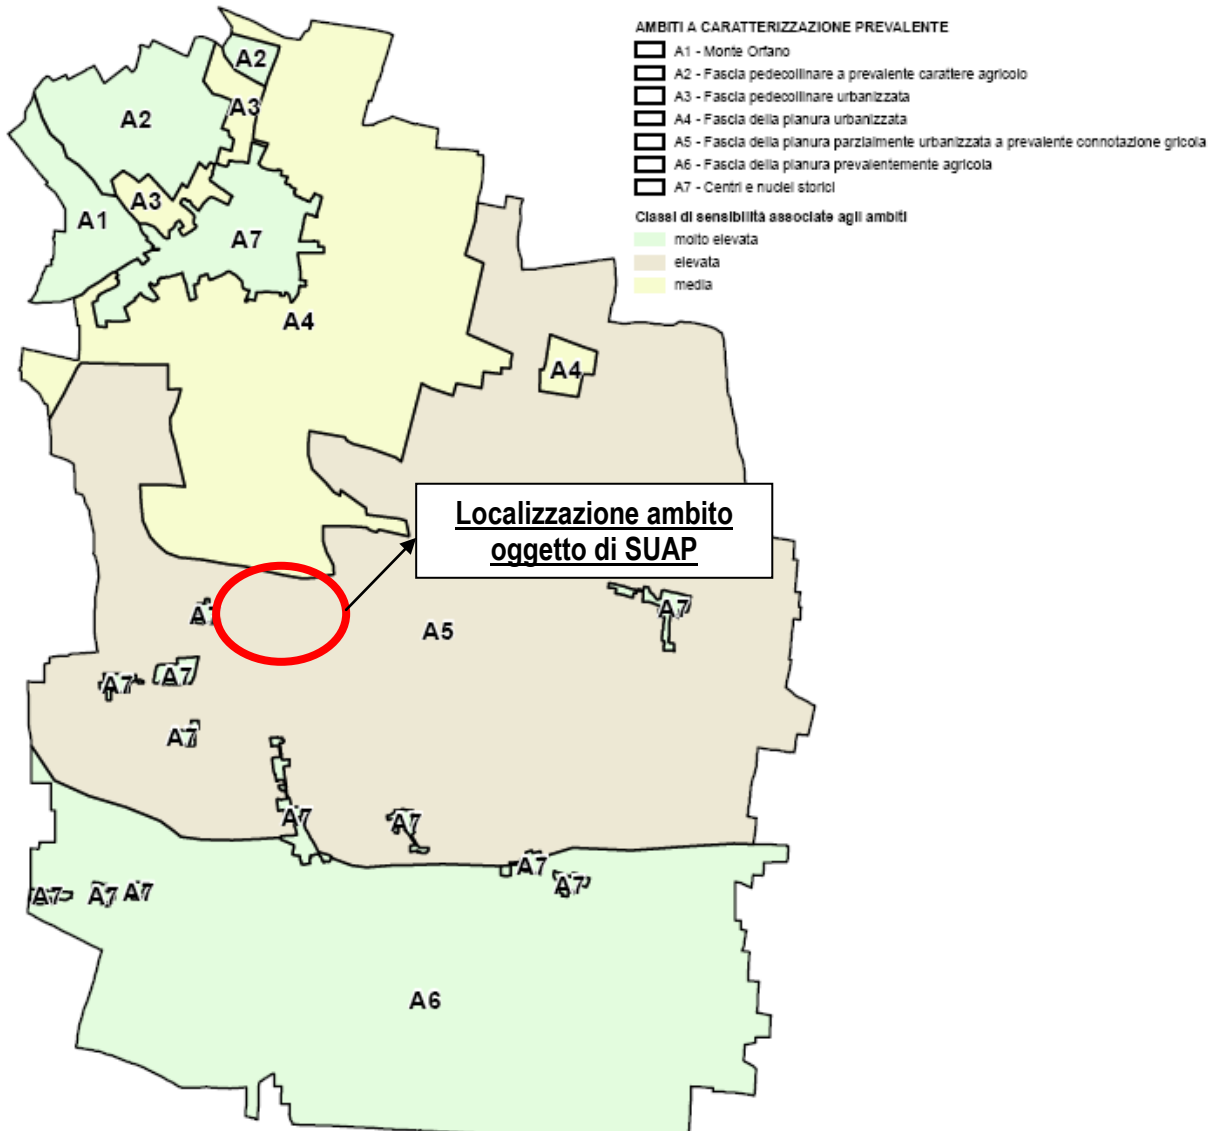 AMBITI A CARATTERIZZAZIONE PREVALENTE
A1 - Monte Orfano
A2 - Fascia pedecollinare a prevalente carattere agricolo
A3 - Fascia pedecollinare urbanizzata
A4 - Fascia della pianura urbanizzata
A5 - Fascia della pianura parzialmente urbanizzata a prevalente connotazione gricola
A6 - Fascia della pianura prevalentemente agricola
A7 - Centri e nuclei storici
Classi di sensibilità associate agli ambiti
molto elevata
elevata
media
A2
A3
A2
A3
A1
A7
A4
A4
Localizzazione ambito
oggetto di SUAP
A7
A7
A5
A7
A7
A7
A7
A7
A7
A7
A7
A7
A7
A6